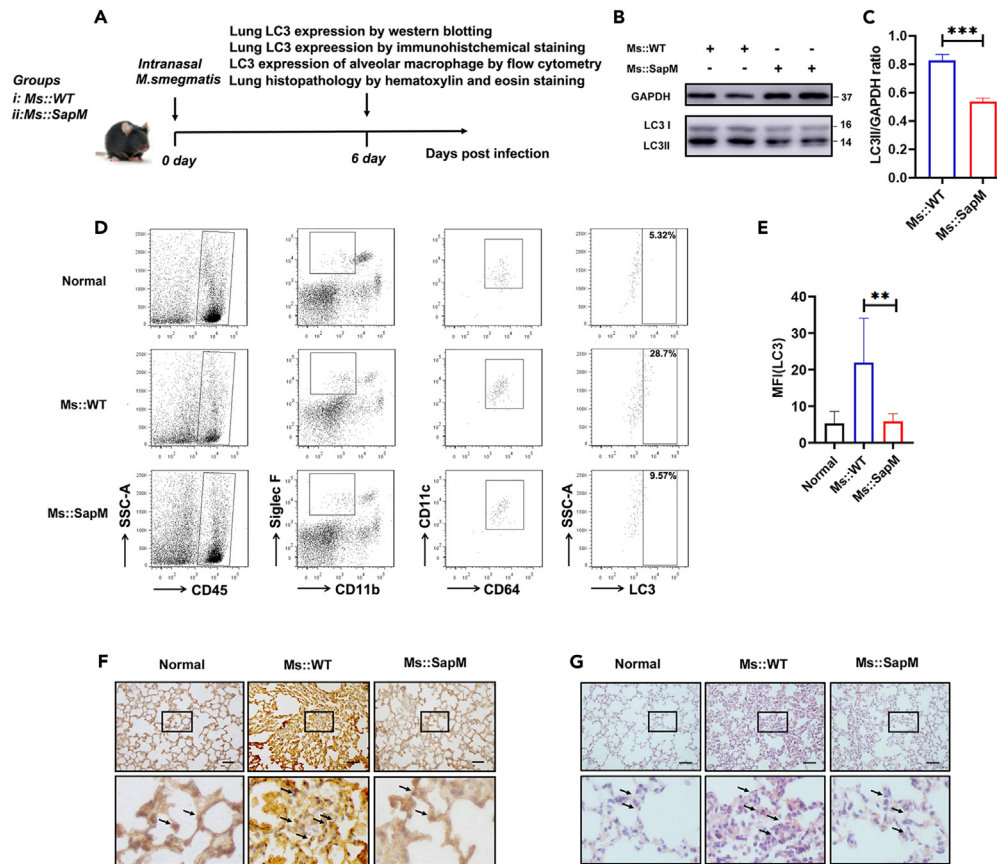 A
Lung LC3 expression by western blotting
Lung LC3 expreession by immunohistchemical staining
LC3 expression of alveolar macrophage by flow cytometry
Lung histopathology by hematoxylin and eosin staining
Intranasal
M.smegmatis
Groups
i: Ms::WT
ii:Ms::SapM
0 day
6 day
Days post infection
B
Ms::WT + + - -
Ms::SapM - - + +
GAPDH 37
LC3 I 16
LC3II 14
C
***
LC3II/GAPDH ratio
1.0
0.8
0.6
0.4
0.2
0.0
Ms::WT
Ms::SapM
D
Normal
5.32%
Ms::WT
28.7%
Ms::SapM
9.57%
SSC-A
CD45
Siglec F
CD11b
CD11c
CD64
SSC-A
LC3
E
**
MFI(LC3)
40
30
20
10
0
Normal
Ms::WT
Ms::SapM
F
Normal
Ms::WT
Ms::SapM
G
Normal
Ms::WT
Ms::SapM